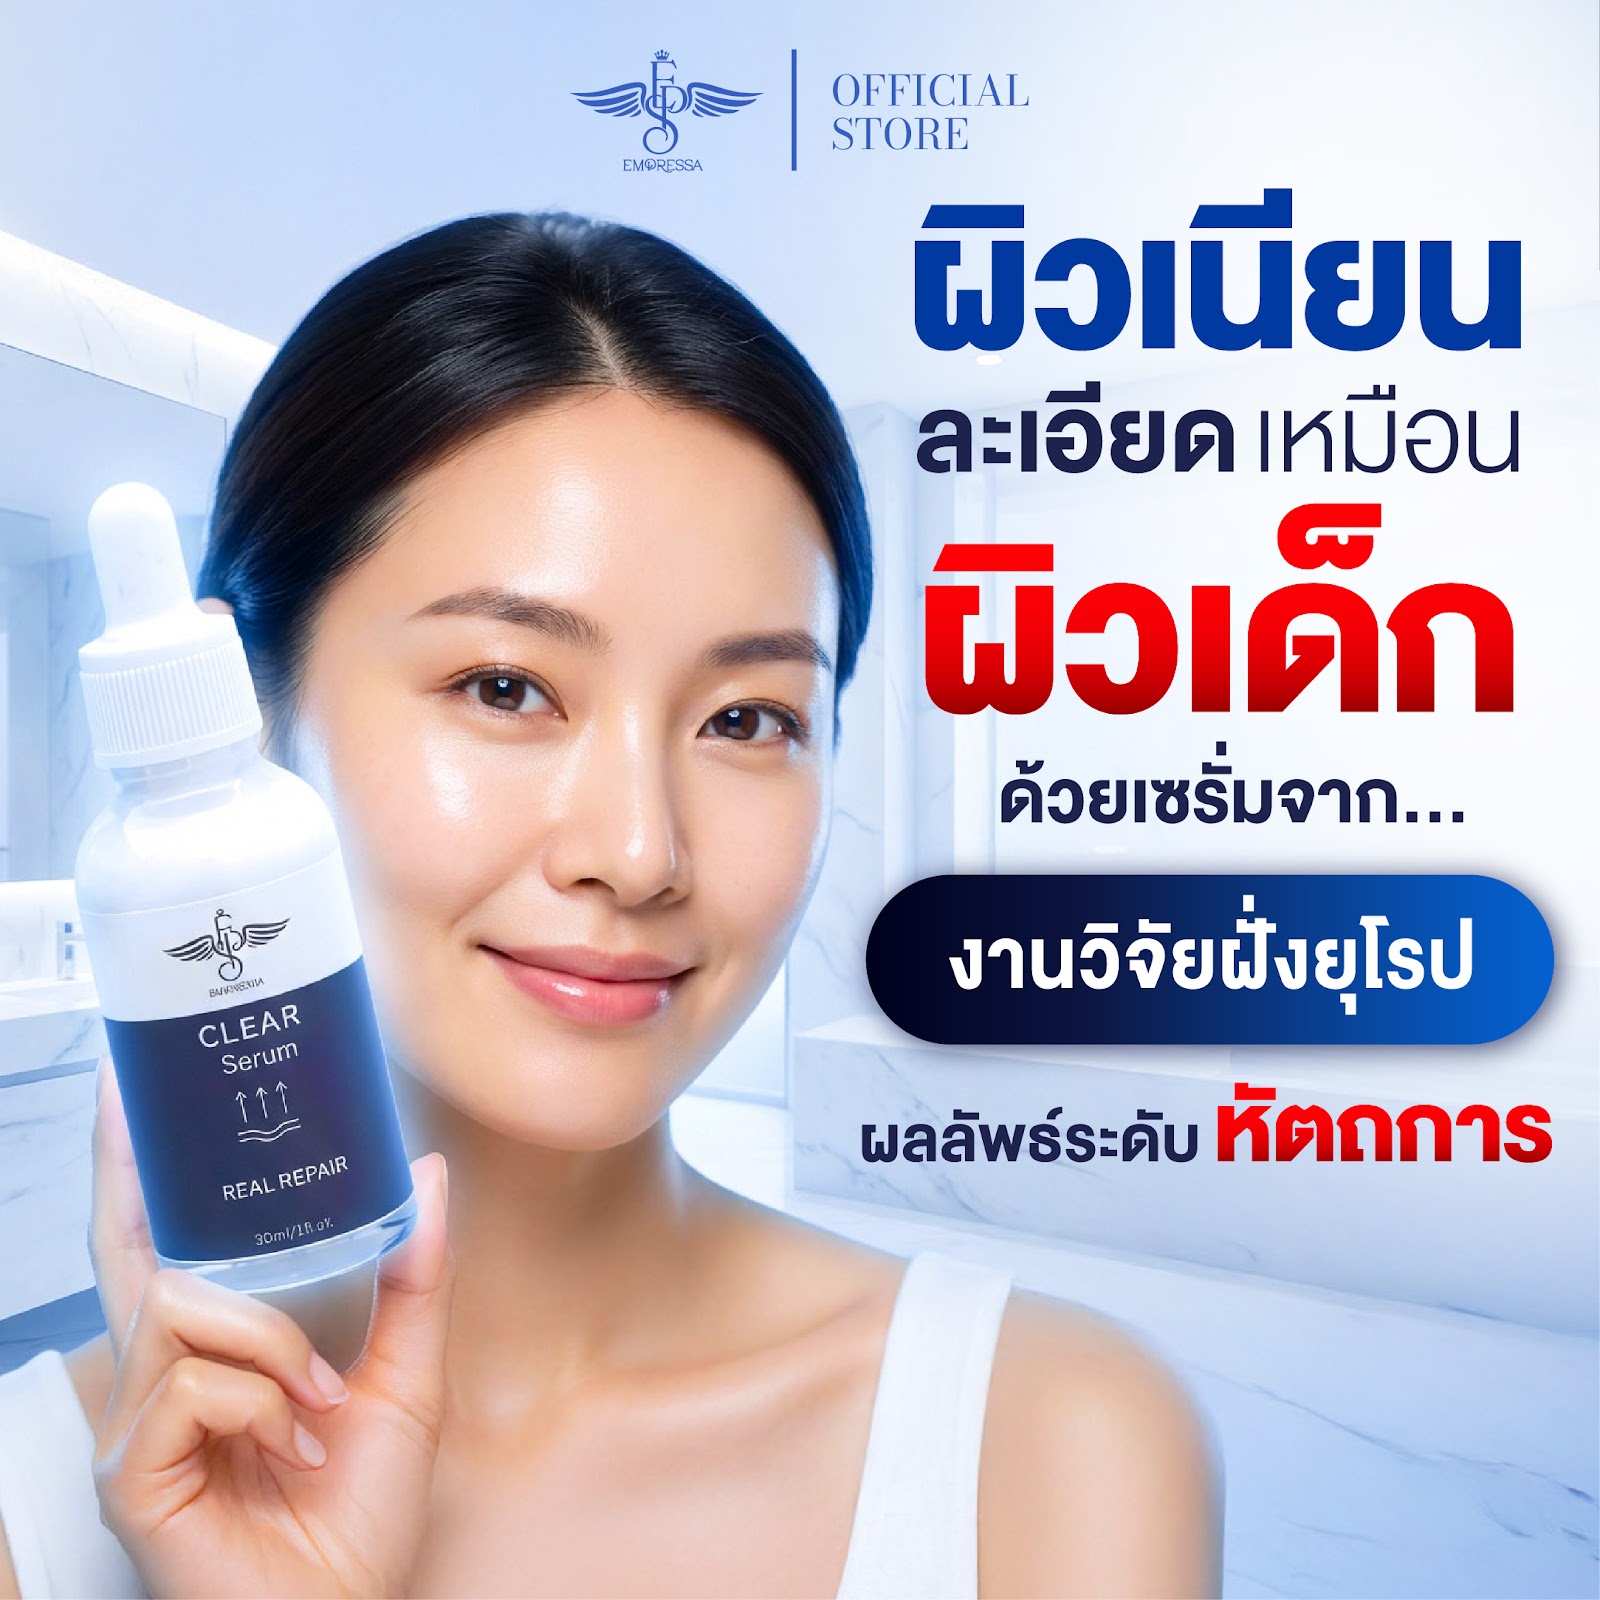 EMPRESSA
OFFICIAL
STORE
ผิวเนียน
ละเอียด เหมือน
ผิวเด็ก
ด้วยเซรั่มจาก...
งานวิจัยฝั่งยุโรป
ผลลัพธ์ระดับ หัตถการ
CLEAR
Serum
REAL REPAIR